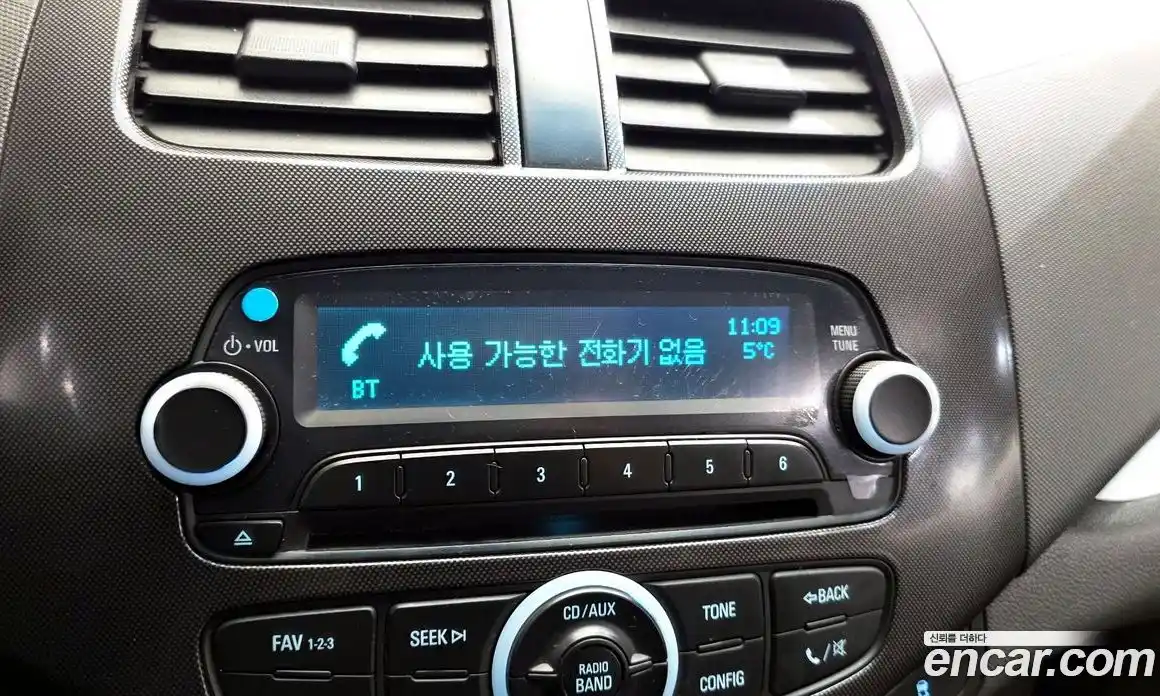 ⏻•VOL
사용 가능한 전화기 없음
BT
11:09
5°C
MENU
TUNE
1
2
3
4
5
6
FAV 1-2-3
SEEK
CD/AUX
RADIO
BAND
TONE
CONFIG
BACK
신뢰를 더하다
encar.com